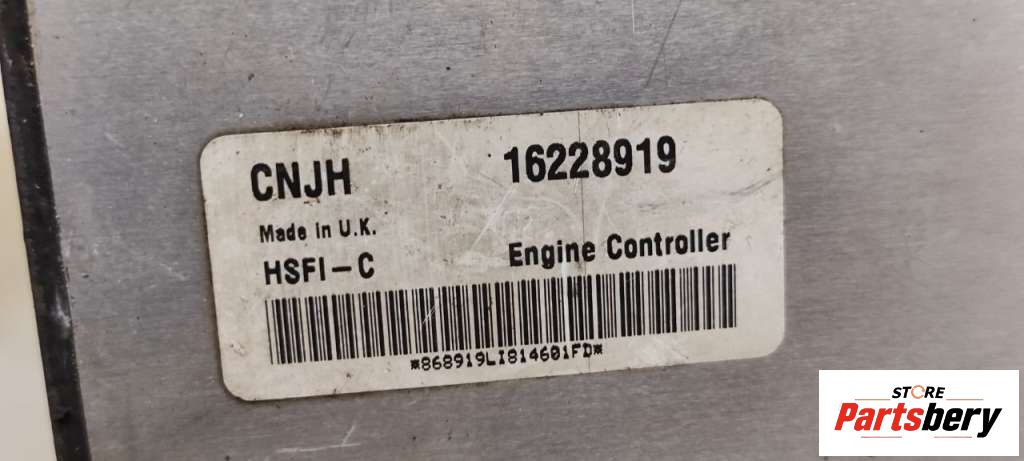 CNJH 16228919
Made in U.K.
HSFI-C Engine Controller
*868919LI814601FD*
STORE
Partsbery